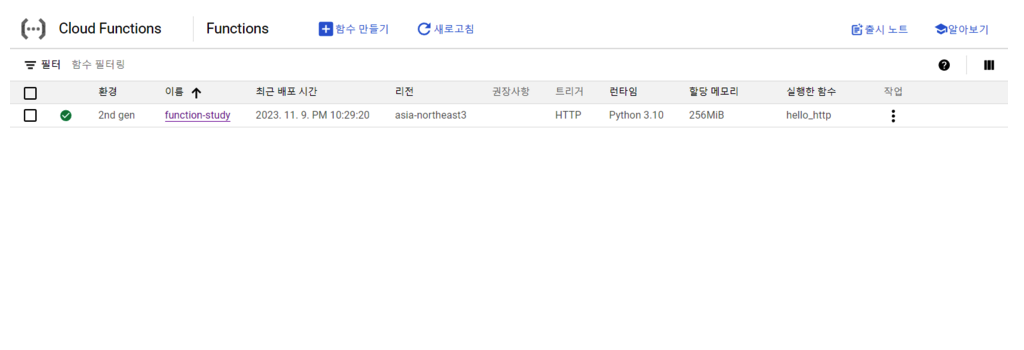 Cloud Functions Functions 함수 만들기 새로고침 출시 노트 알아보기
필터 함수 필터링
환경 이름 최근 배포 시간 리전 권장사항 트리거 런타임 할당 메모리 실행한 함수 작업
2nd gen function-study 2023. 11. 9. PM 10:29:20 asia-northeast3 HTTP Python 3.10 256MiB hello_http